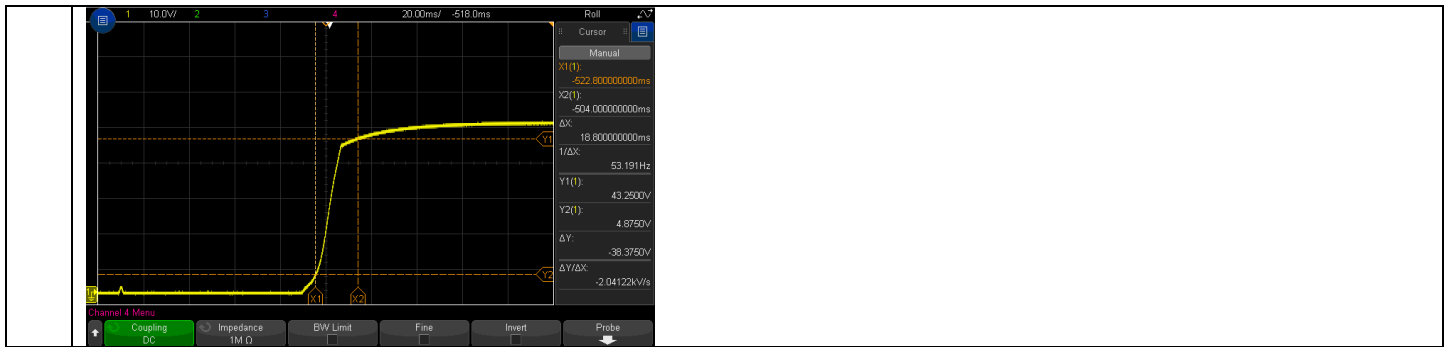 1 10.0V/ 2 3 4 20.00ms/ -518.0ms Roll
Cursor
Manual
X1(1):
-522.800000000ms
X2(1):
-504.000000000ms
ΔX:
18.800000000ms
1/ΔX:
53.191Hz
Y1(1):
43.2500V
Y2(1):
4.8750V
ΔY:
-38.3750V
ΔY/ΔX:
-2.04122kV/s
Y1
Y2
X1 X2
Channel 4 Menu
Coupling Impedance BW Limit Fine Invert Probe
DC 1M Ω